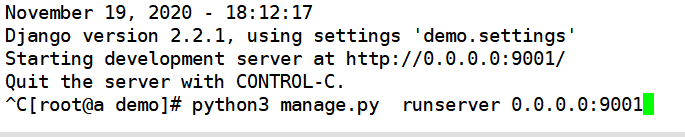 November 19, 2020 - 18:12:17
Django version 2.2.1, using settings 'demo.settings'
Starting development server at http://0.0.0.0:9001/
Quit the server with CONTROL-C.
^C[root@a demo]# python3 manage.py  runserver 0.0.0.0:9001